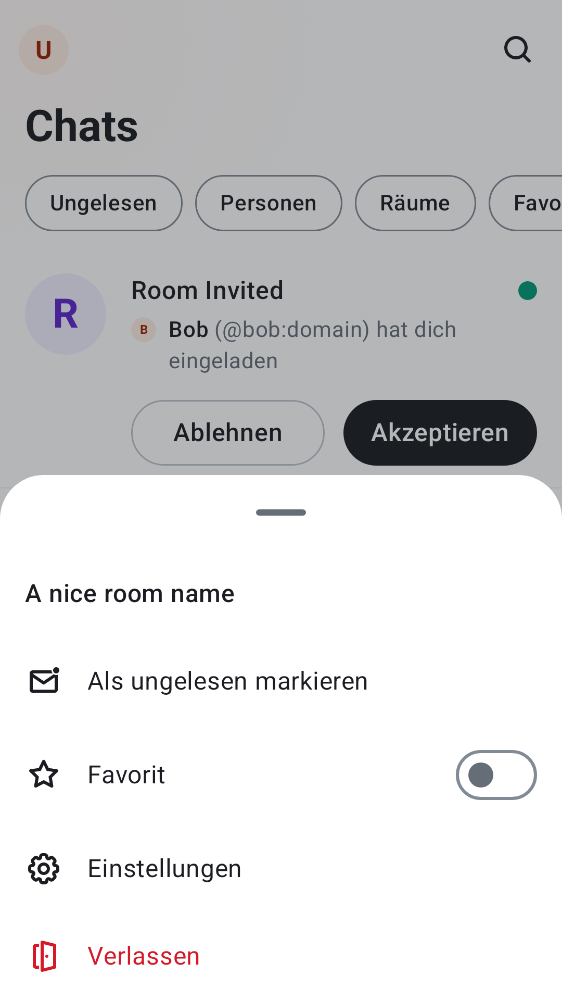 U
Chats
Ungelesen Personen Räume Favo
R
Room Invited
B Bob (@bob:domain) hat dich
eingeladen
Ablehnen Akzeptieren
A nice room name
Als ungelesen markieren
Favorit
Einstellungen
Verlassen